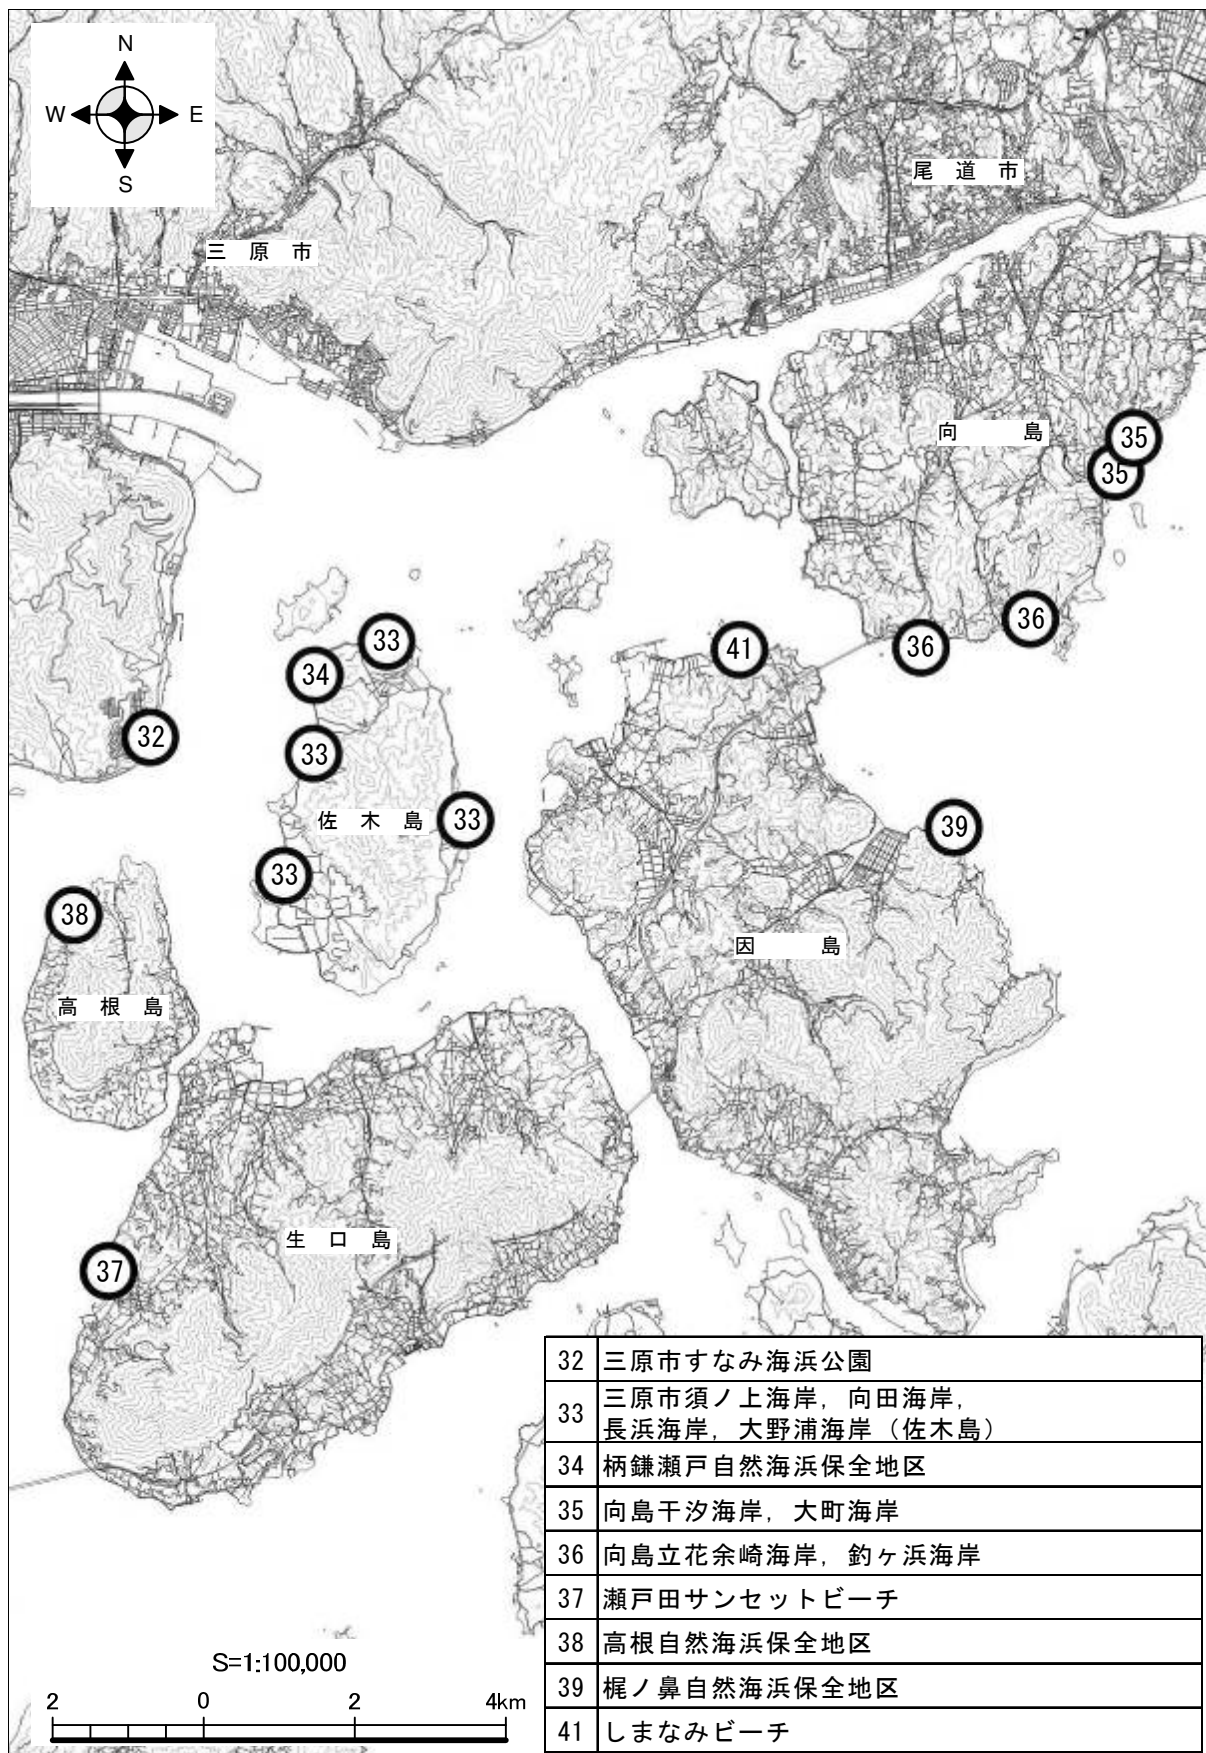 N
W E
S
尾道市
三原市
向島
35
35
36
36
33
41
34
32
33
佐木島
33
39
33
38
因島
高根島
生口島
37
32 三原市すなみ海浜公園
33 三原市須ノ上海岸，向田海岸，
長浜海岸，大野浦海岸（佐木島）
34 柄鎌瀬戸自然海浜保全地区
35 向島干汐海岸，大町海岸
36 向島立花余崎海岸，釣ヶ浜海岸
37 瀬戸田サンセットビーチ
38 高根自然海浜保全地区
39 梶ノ鼻自然海浜保全地区
41 しまなみビーチ
S=1:100,000
2 0 2 4km